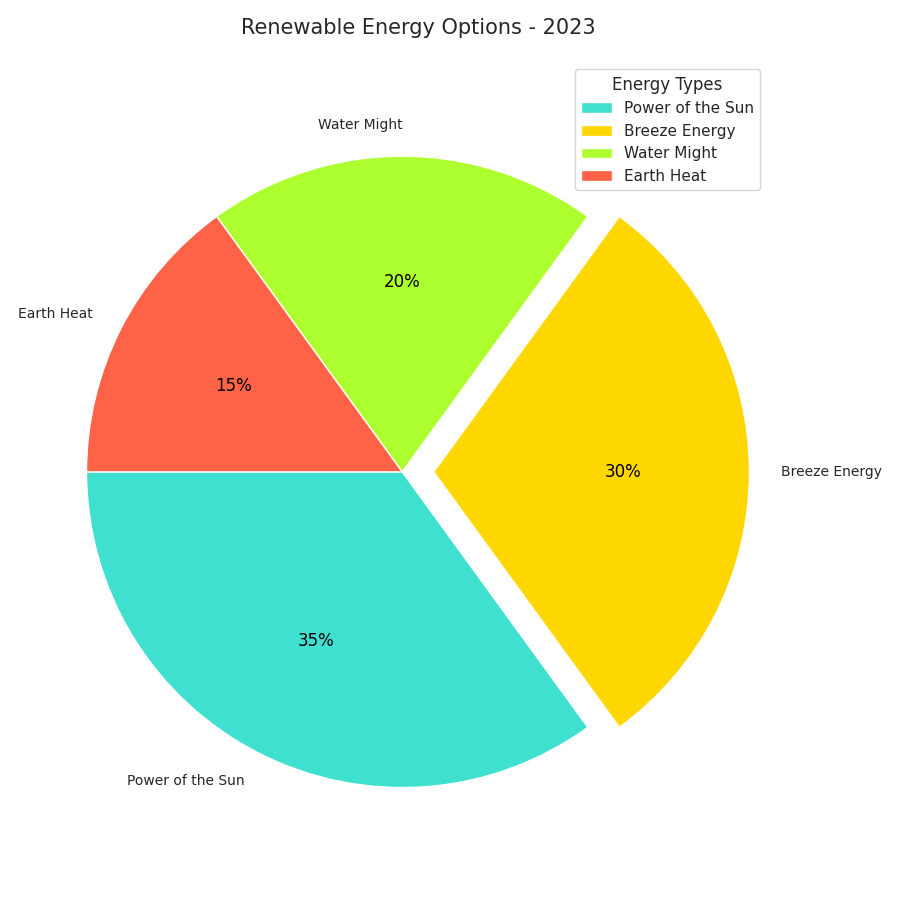 Renewable Energy Options - 2023
Energy Types
Power of the Sun
Breeze Energy
Water Might
Earth Heat
Water Might
20%
Earth Heat
15%
30%
Breeze Energy
35%
Power of the Sun